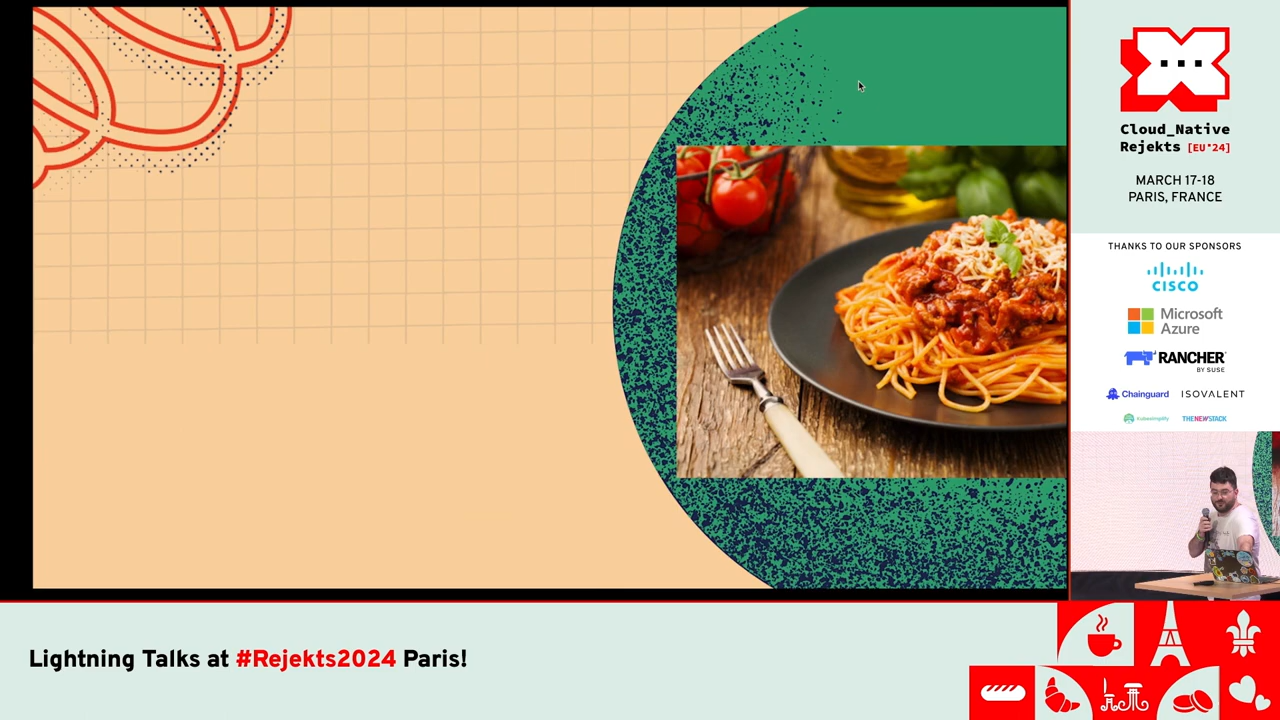 Cloud_Native
Rejekts [EU'24]
MARCH 17-18
PARIS, FRANCE
THANKS TO OUR SPONSORS
CISCO
Microsoft
Azure
RANCHER
BY SUSE
Chainguard
ISOVALENT
kubesimplify
THENEWSTACK
Lightning Talks at #Rejekts2024 Paris!